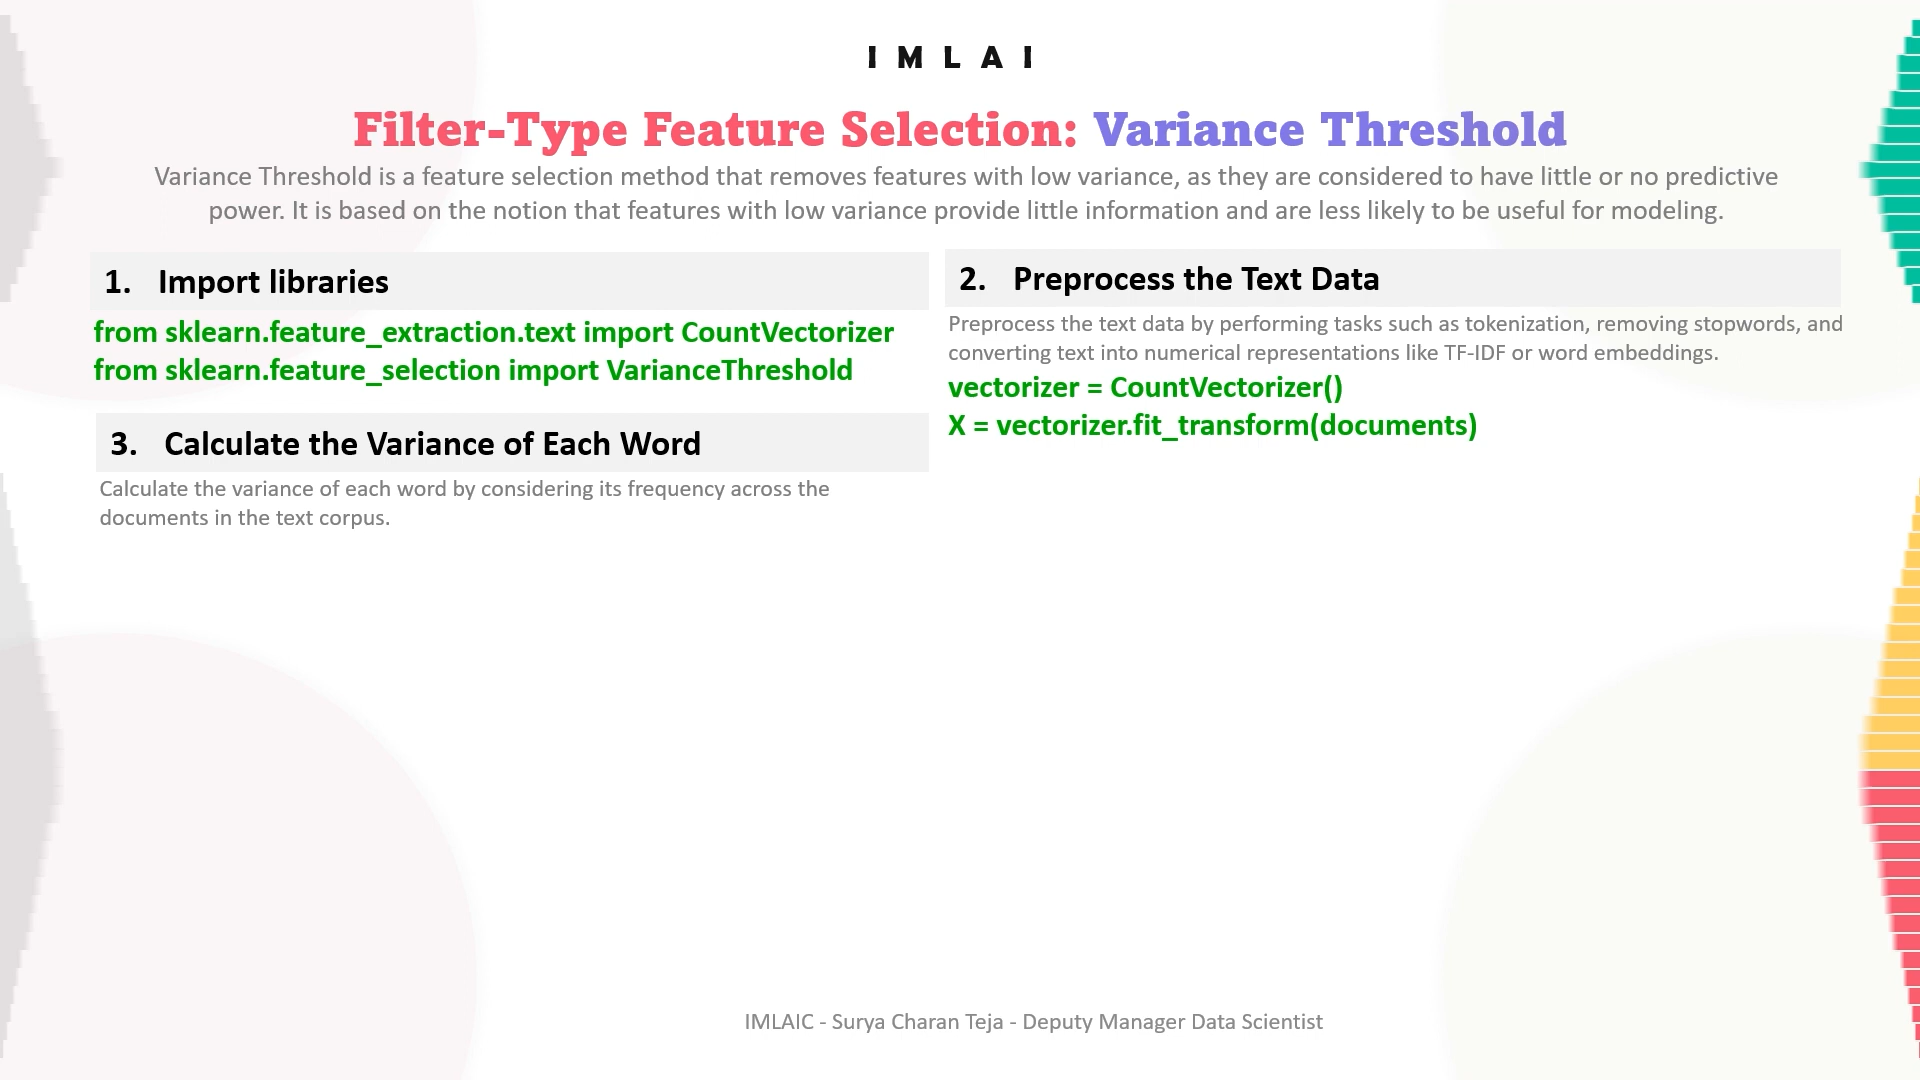 IMLAI
Filter-Type Feature Selection: Variance Threshold
Variance Threshold is a feature selection method that removes features with low variance, as they are considered to have little or no predictive
power. It is based on the notion that features with low variance provide little information and are less likely to be useful for modeling.
1. Import libraries
from sklearn.feature_extraction.text import CountVectorizer
from sklearn.feature_selection import VarianceThreshold
2. Preprocess the Text Data
Preprocess the text data by performing tasks such as tokenization, removing stopwords, and
converting text into numerical representations like TF-IDF or word embeddings.
vectorizer = CountVectorizer()
X = vectorizer.fit_transform(documents)
3. Calculate the Variance of Each Word
Calculate the variance of each word by considering its frequency across the
documents in the text corpus.
IMLAIC - Surya Charan Teja - Deputy Manager Data Scientist